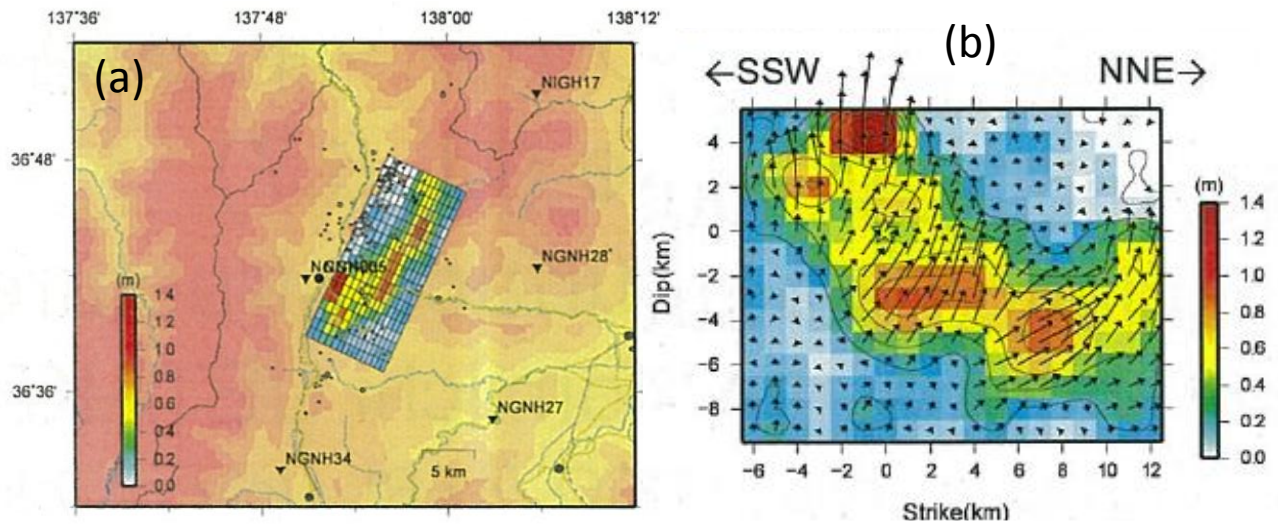 137°36' 137°48' 138°00' 138°12'
(a)
NIGH17
36°48'
NGNH28
(m)
1.4
1.2
1.0
0.8
0.6
0.4
0.2
0.0
36°36'
NGNH27
NGNH34
5 km
(b)
←SSW NNE→
Dip(km)
4
2
0
-2
-4
-6
-8
-6 -4 -2 0 2 4 6 8 10 12
Strike(km)
(m)
1.4
1.2
1.0
0.8
0.6
0.4
0.2
0.0